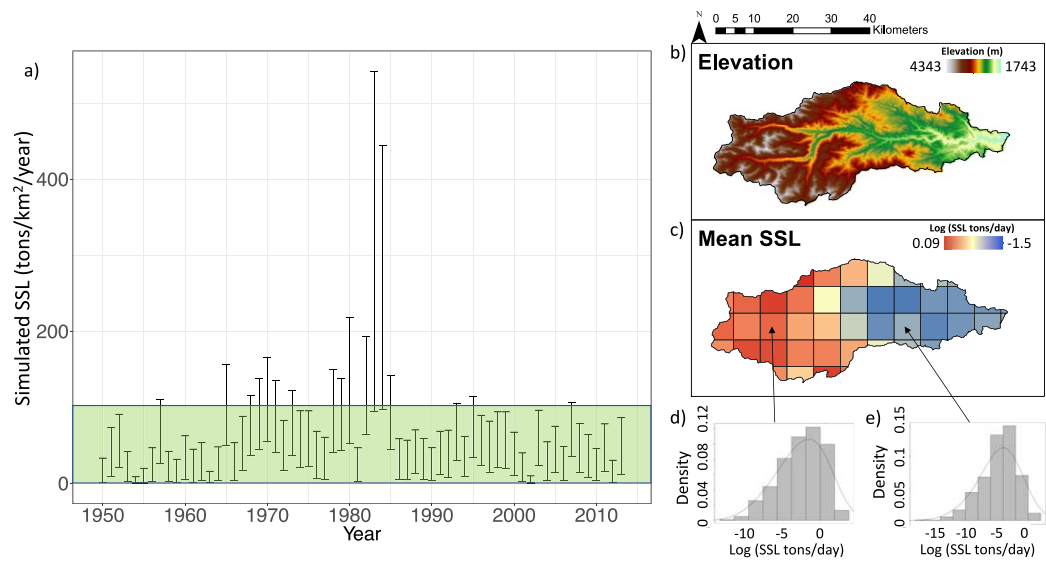 a)
Simulated SSL (tons/km²/year)
400
200
0
1950 1960 1970 1980 1990 2000 2010
Year
N
0 5 10 20 30 40
Kilometers
b)
Elevation
Elevation (m)
4343 1743
c)
Mean SSL
Log (SSL tons/day)
0.09 -1.5
d)
Density
0.12
0.08
0.04
0
-10 -5 0
Log (SSL tons/day)
e)
Density
0.15
0.1
0.05
0
-15 -10 -5 0
Log (SSL tons/day)